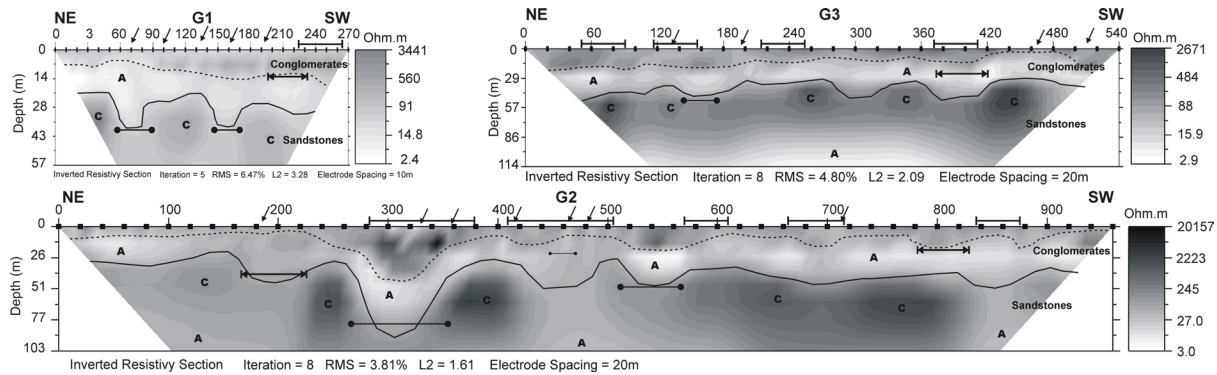 NE G1 SW
0 3 60 90 120 150 180 200 230 270
Ohm.m
3441
560
91
14.8
2.4
Depth (m)
0
14
28
43
57
A
Conglomerates
C
C
C Sandstones
Inverted Resistivy Section Iteration = 5 RMS = 6.47% L2 = 3.28 Electrode Spacing = 10m
NE G3 SW
0 60 120 180 240 300 360 420 480 540
Ohm.m
2671
484
88
15.9
2.9
Depth (m)
0
29
57
86
114
A
A
Conglomerates
C
C
C
C
C
Sandstones
A
Inverted Resistivy Section Iteration = 8 RMS = 4.80% L2 = 2.09 Electrode Spacing = 20m
NE G2 SW
0 100 200 300 400 500 600 700 800 900
Ohm.m
20157
2223
245
27.0
3.0
Depth (m)
0
26
51
77
103
A
A
A
A
Conglomerates
C
C
C
C
C
Sandstones
A
A
A
Inverted Resistivy Section Iteration = 8 RMS = 3.81% L2 = 1.61 Electrode Spacing = 20m